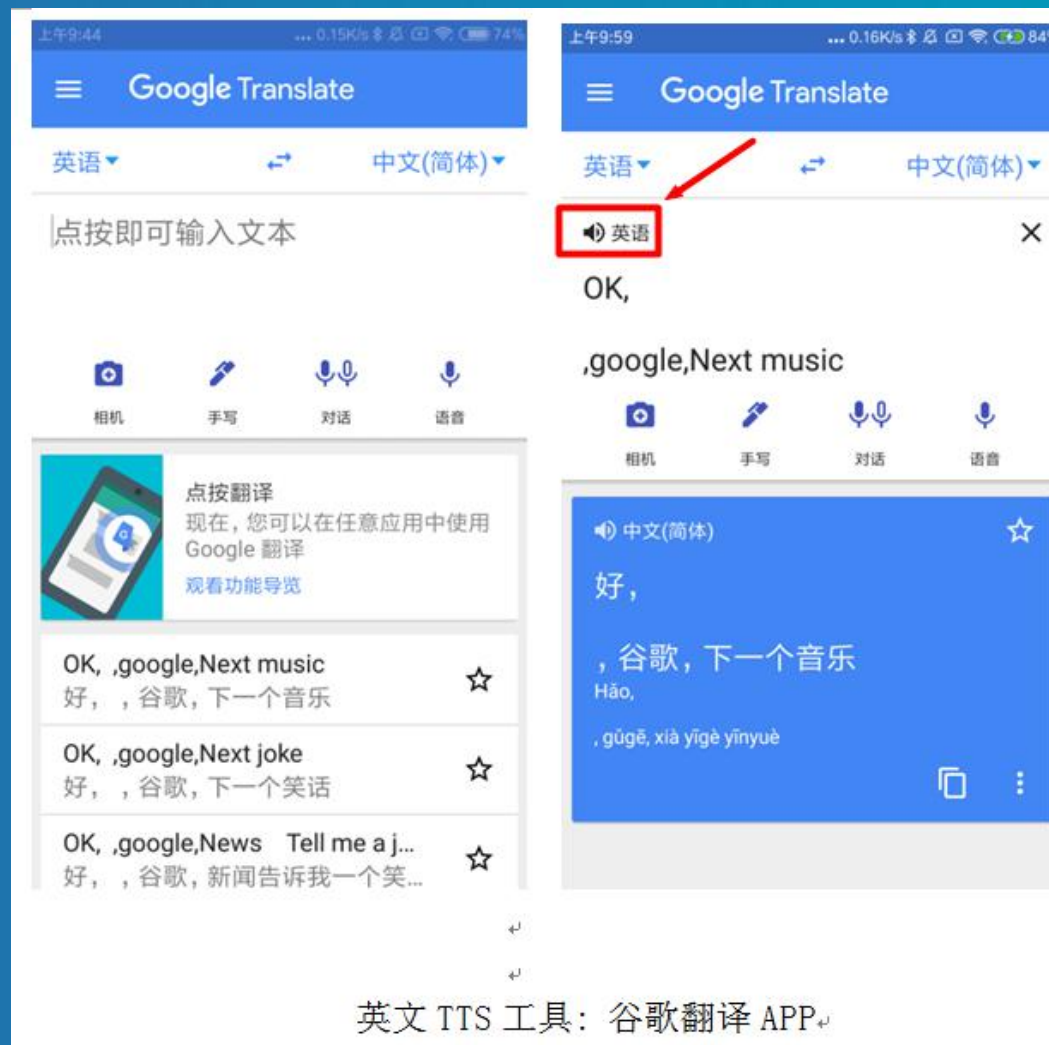 上午9:44 ... 0.15K/s 74%
Google Translate
英语 中文(简体)
点按即可输入文本
相机 手写 对话 语音
点按翻译
现在，您可以在任意应用中使用
Google 翻译
观看功能导览
OK, ,google,Next music
好， ，谷歌，下一个音乐
OK, ,google,Next joke
好， ，谷歌，下一个笑话
OK, ,google,News Tell me a j...
好， ，谷歌，新闻告诉我一个笑...
上午9:59 ... 0.16K/s 84%
Google Translate
英语 中文(简体)
英语
OK,
,google,Next music
相机 手写 对话 语音
中文(简体)
好，
，谷歌，下一个音乐
Hǎo,
, gǔgē, xià yīgè yīnyuè
英文 TTS 工具：谷歌翻译 APP